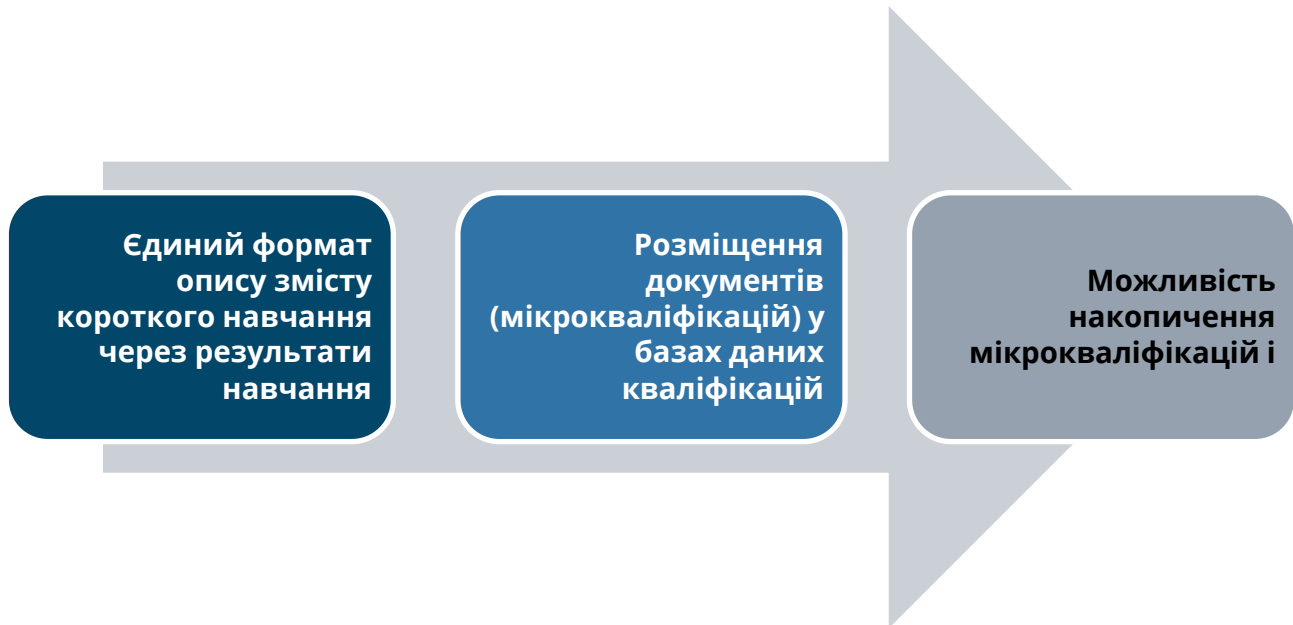 Єдиний формат
опису змісту
короткого навчання
через результати
навчання
Розміщення
документів
(мікрокваліфікацій) у
базах даних
кваліфікацій
Можливість
накопичення
мікрокваліфікацій і